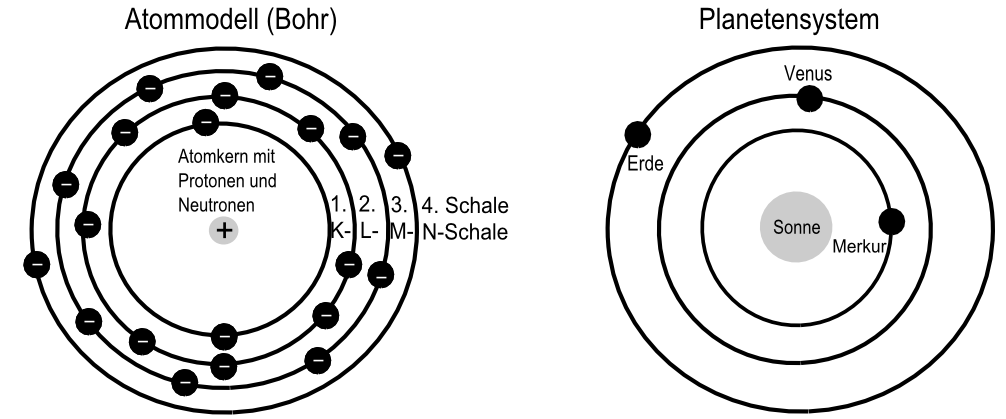 Atommodell (Bohr)
Atomkern mit
Protonen und
Neutronen
+
1. 2. 3. 4. Schale
K- L- M- N-Schale
Planetensystem
Venus
Erde
Sonne
Merkur